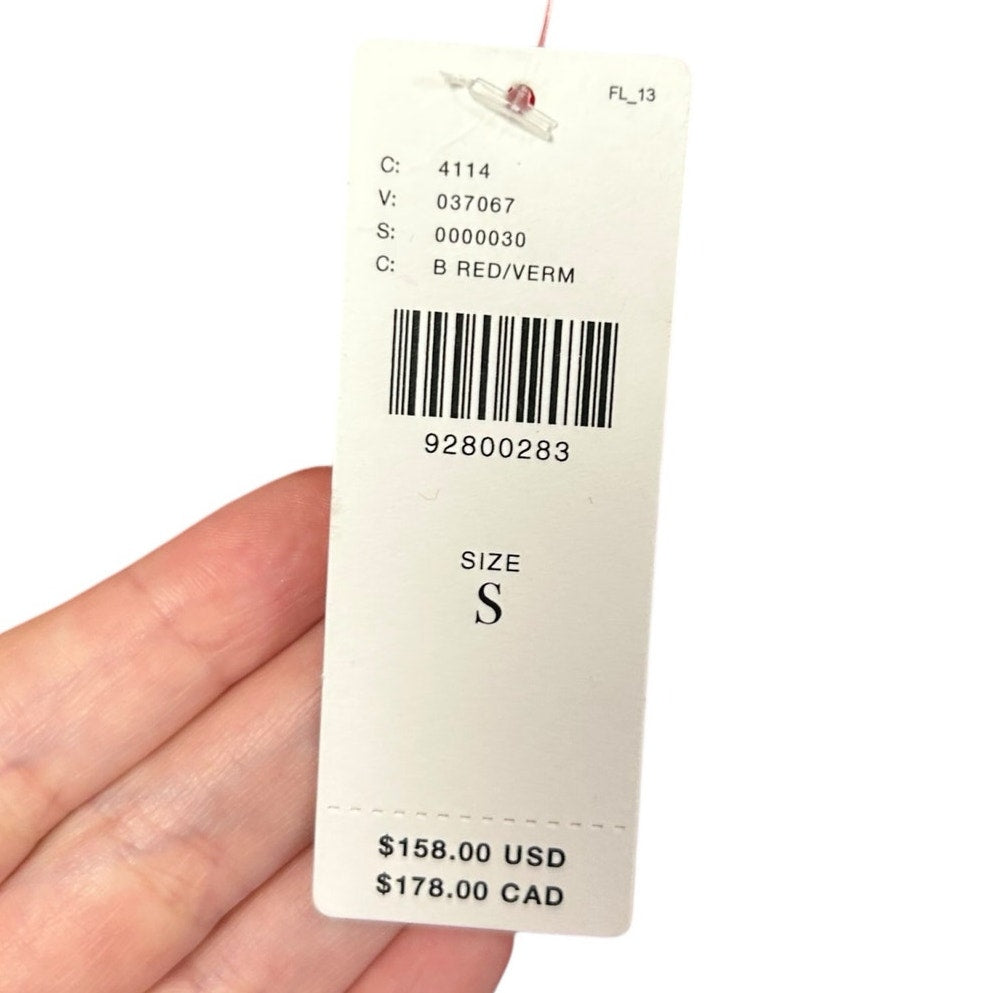 FL_13
C: 4114
V: 037067
S: 0000030
C: B RED/VERM
92800283
SIZE
S
$158.00 USD
$178.00 CAD